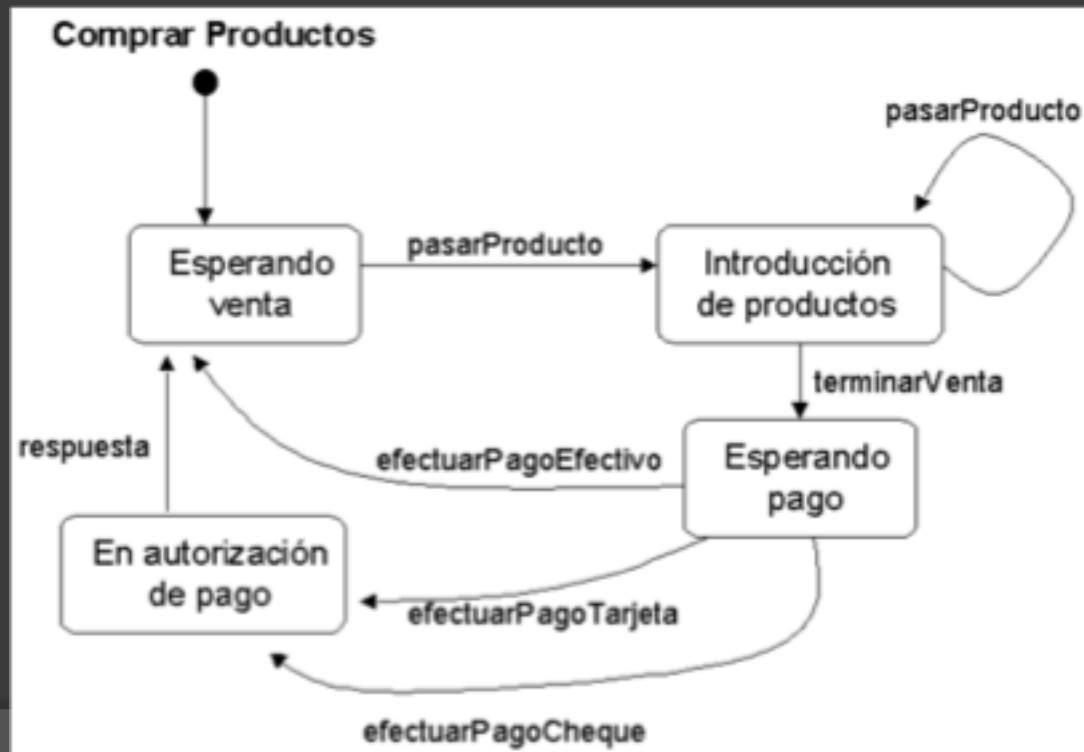 Comprar Productos
pasarProducto
Esperando
venta
pasarProducto
Introducción
de productos
terminarVenta
respuesta
efectuarPagoEfectivo
Esperando
pago
En autorización
de pago
efectuarPagoTarjeta
efectuarPagoCheque